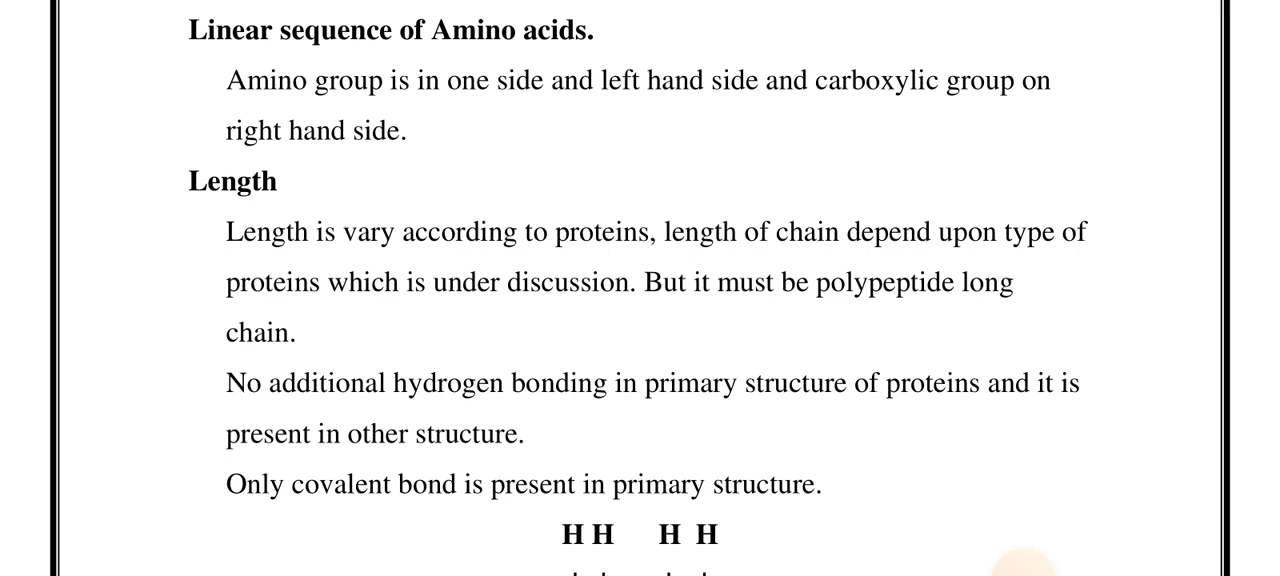 Linear sequence of Amino acids.
Amino group is in one side and left hand side and carboxylic group on
right hand side.
Length
Length is vary according to proteins, length of chain depend upon type of
proteins which is under discussion. But it must be polypeptide long
chain.
No additional hydrogen bonding in primary structure of proteins and it is
present in other structure.
Only covalent bond is present in primary structure.
H H H H